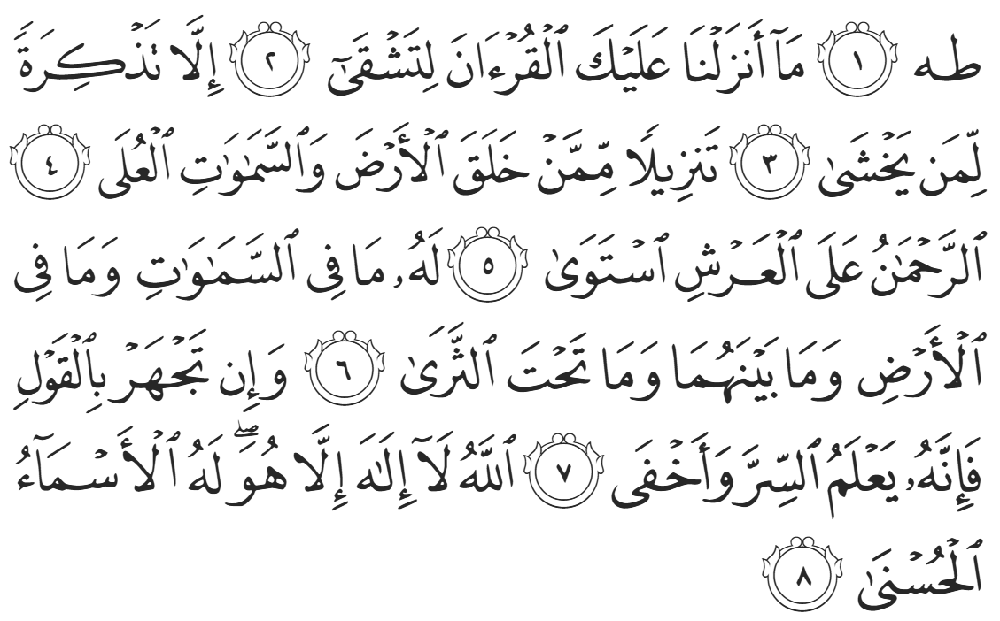 طه ١ مَآ أَنزَلْنَا عَلَيْكَ ٱلْقُرْءَانَ لِتَشْقَىٰٓ ٢ إِلَّا تَذْكِرَةً
لِّمَن يَخْشَىٰ ٣ تَنزِيلًا مِّمَّنْ خَلَقَ ٱلْأَرْضَ وَٱلسَّمَٰوَٰتِ ٱلْعُلَى ٤
ٱلرَّحْمَٰنُ عَلَى ٱلْعَرْشِ ٱسْتَوَىٰ ٥ لَهُۥ مَا فِى ٱلسَّمَٰوَٰتِ وَمَا فِى
ٱلْأَرْضِ وَمَا بَيْنَهُمَا وَمَا تَحْتَ ٱلثَّرَىٰ ٦ وَإِن تَجْهَرْ بِٱلْقَوْلِ
فَإِنَّهُۥ يَعْلَمُ ٱلسِّرَّ وَأَخْفَى ٧ ٱللَّهُ لَآ إِلَٰهَ إِلَّا هُوَ ۖ لَهُ ٱلْأَسْمَآءُ
ٱلْحُسْنَىٰ ٨